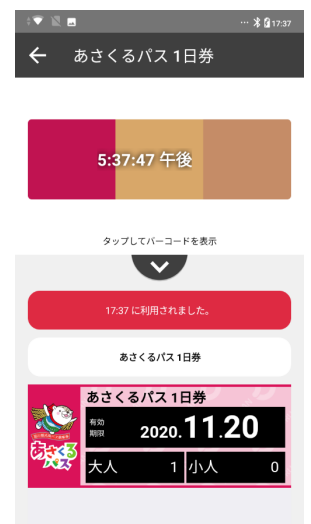 17:37
あさくるパス 1日券
5:37:47 午後
タップしてバーコードを表示
17:37 に利用されました。
あさくるパス 1日券
あさくるパス 1日券
有効
期限
2020.11.20
あさくる
パス
大人 1 小人 0